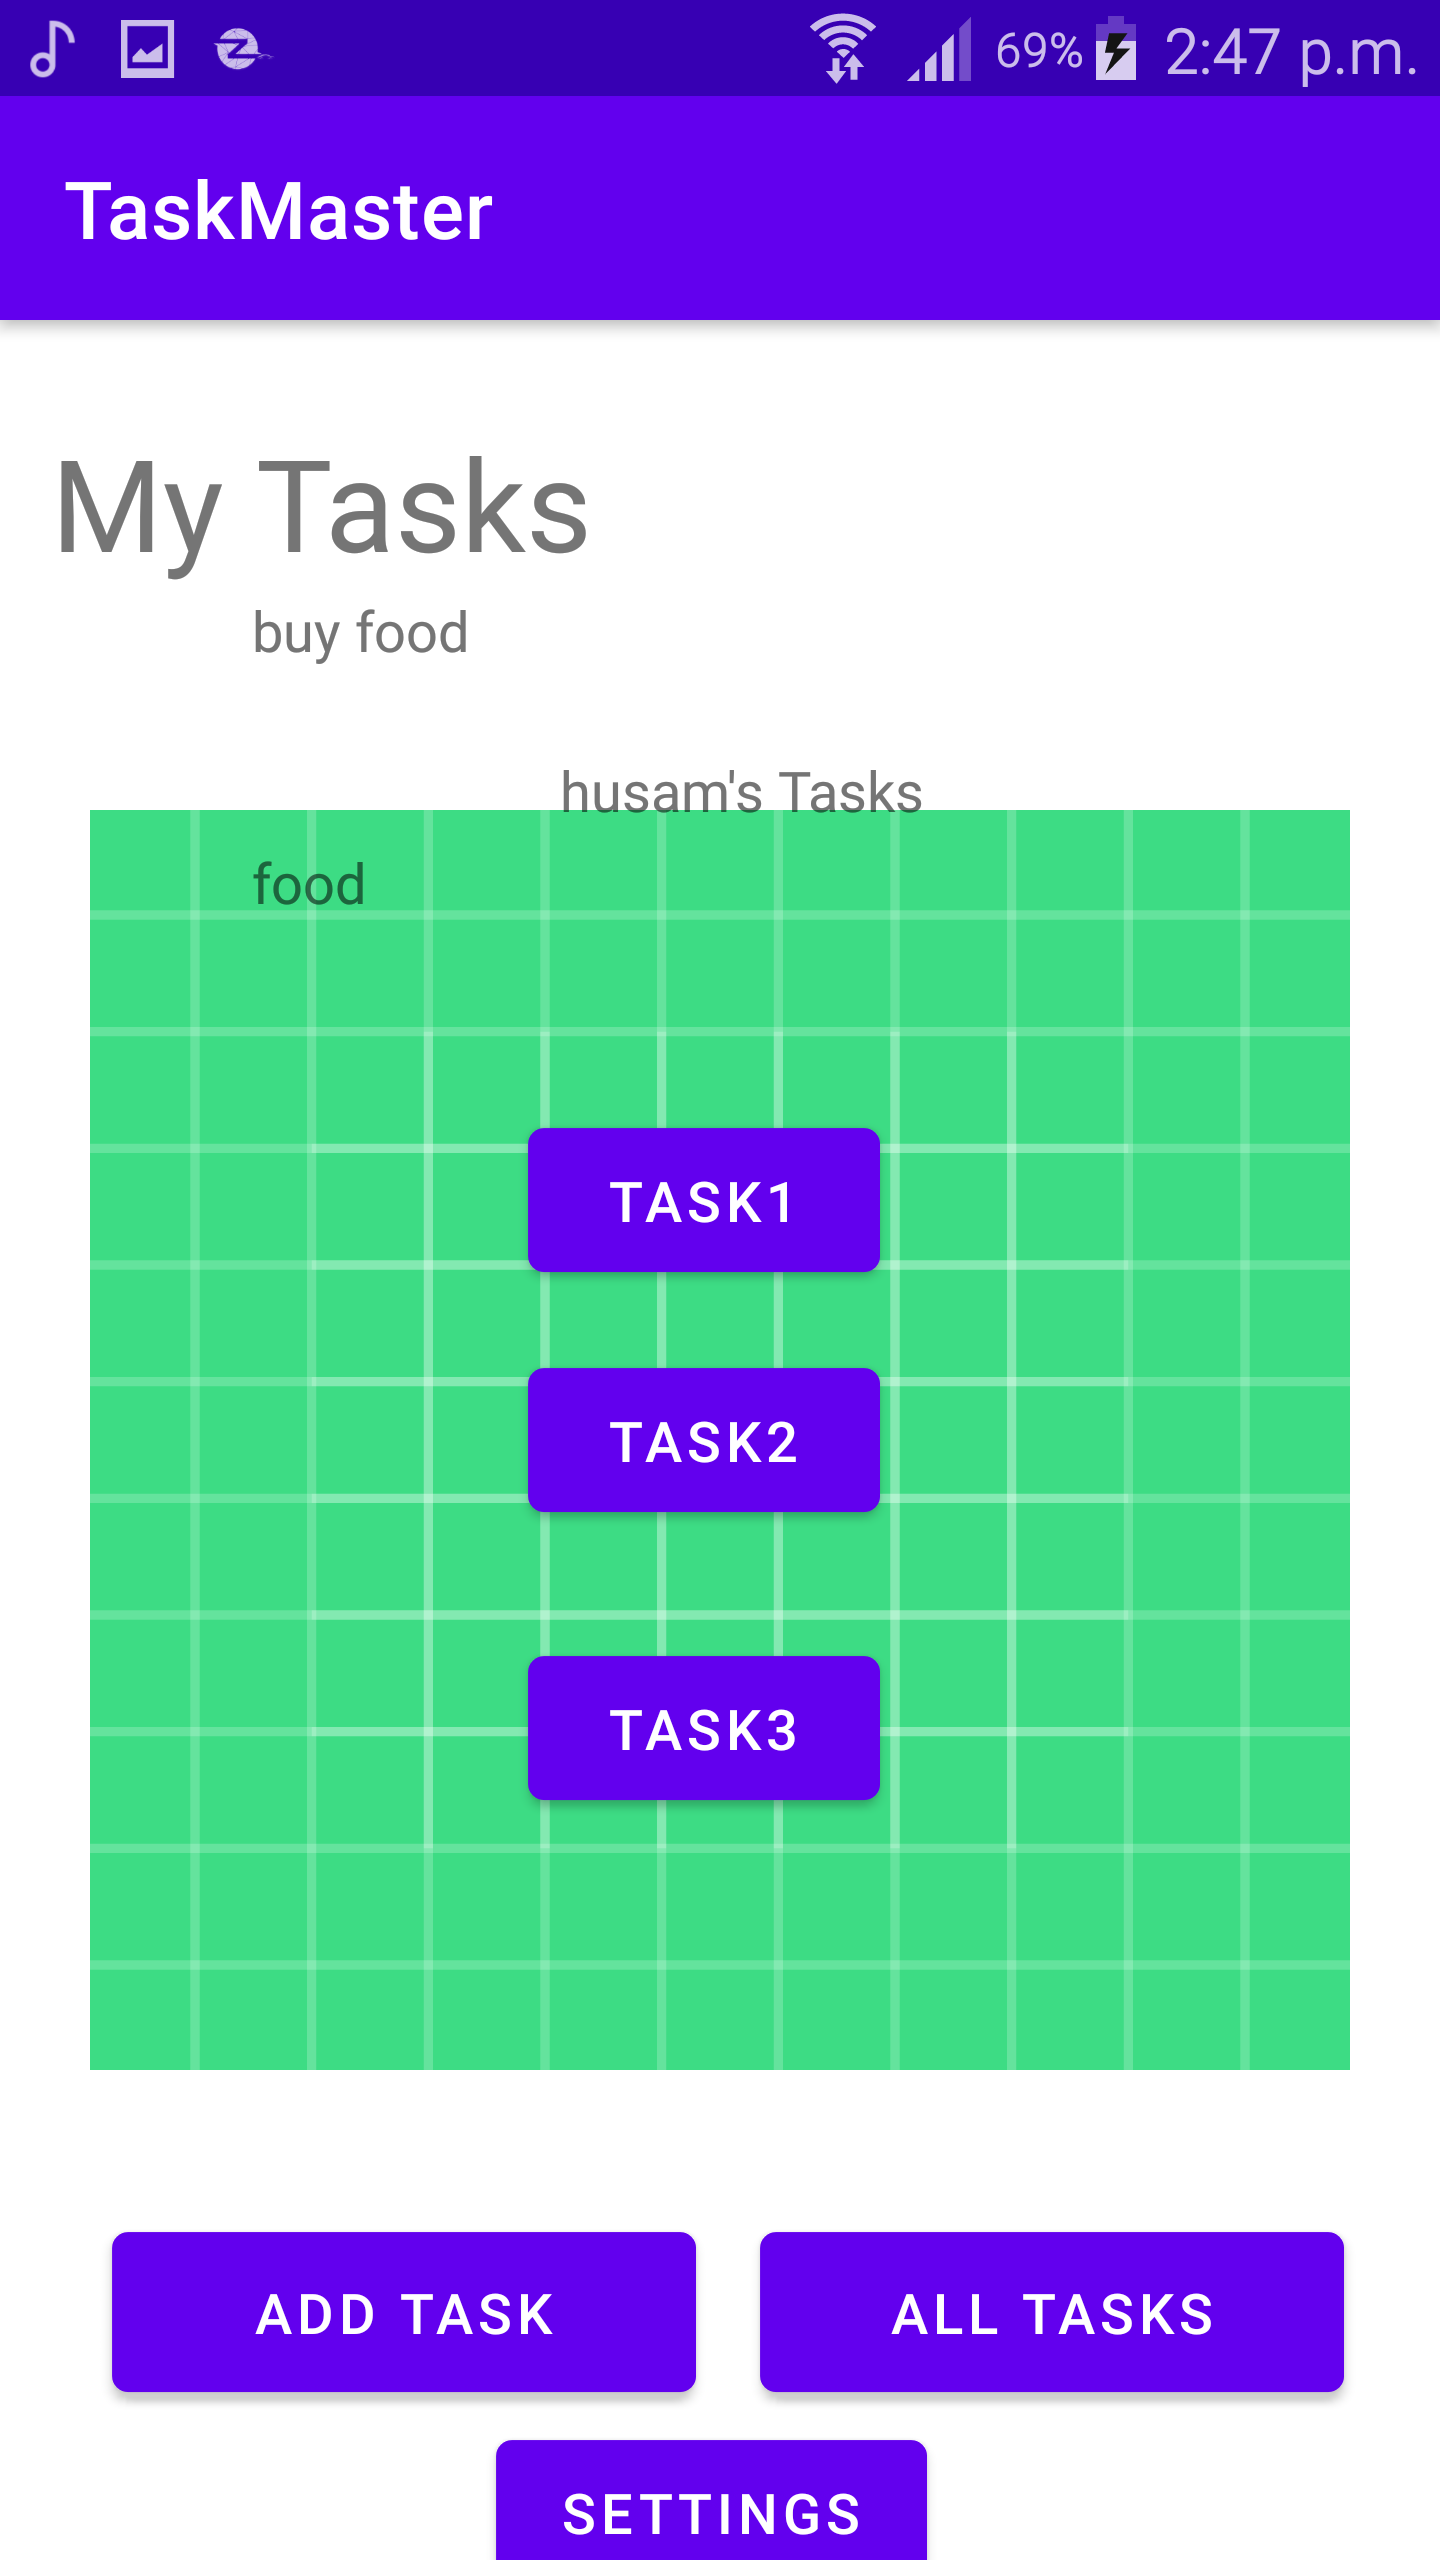 69% 2:47 p.m.
TaskMaster
My Tasks
buy food
husam's Tasks
food
TASK1
TASK2
TASK3
ADD TASK ALL TASKS
SETTINGS